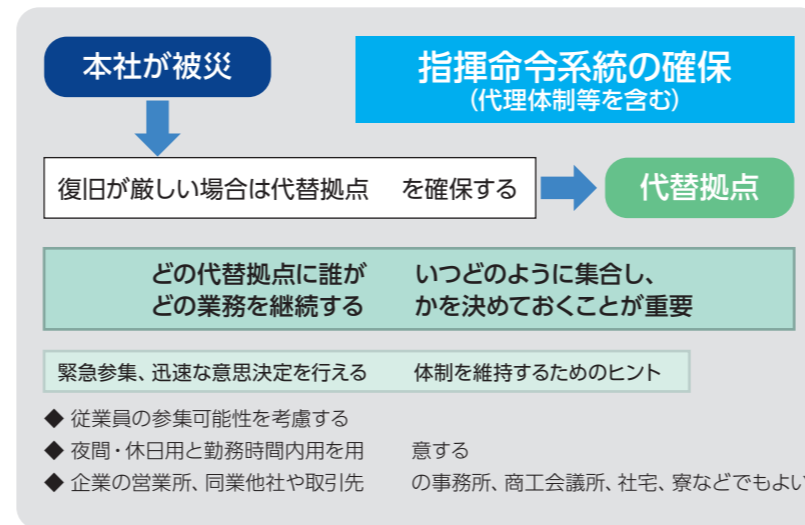 本社が被災
指揮命令系統の確保
(代理体制等を含む)
復旧が厳しい場合は代替拠点 を確保する
代替拠点
どの代替拠点に誰が いつどのように集合し、
どの業務を継続する かを決めておくことが重要
緊急参集、迅速な意思決定を行える 体制を維持するためのヒント
◆ 従業員の参集可能性を考慮する
◆ 夜間・休日用と勤務時間内用を用 意する
◆ 企業の営業所、同業他社や取引先 の事務所、商工会議所、社宅、寮などでもよい